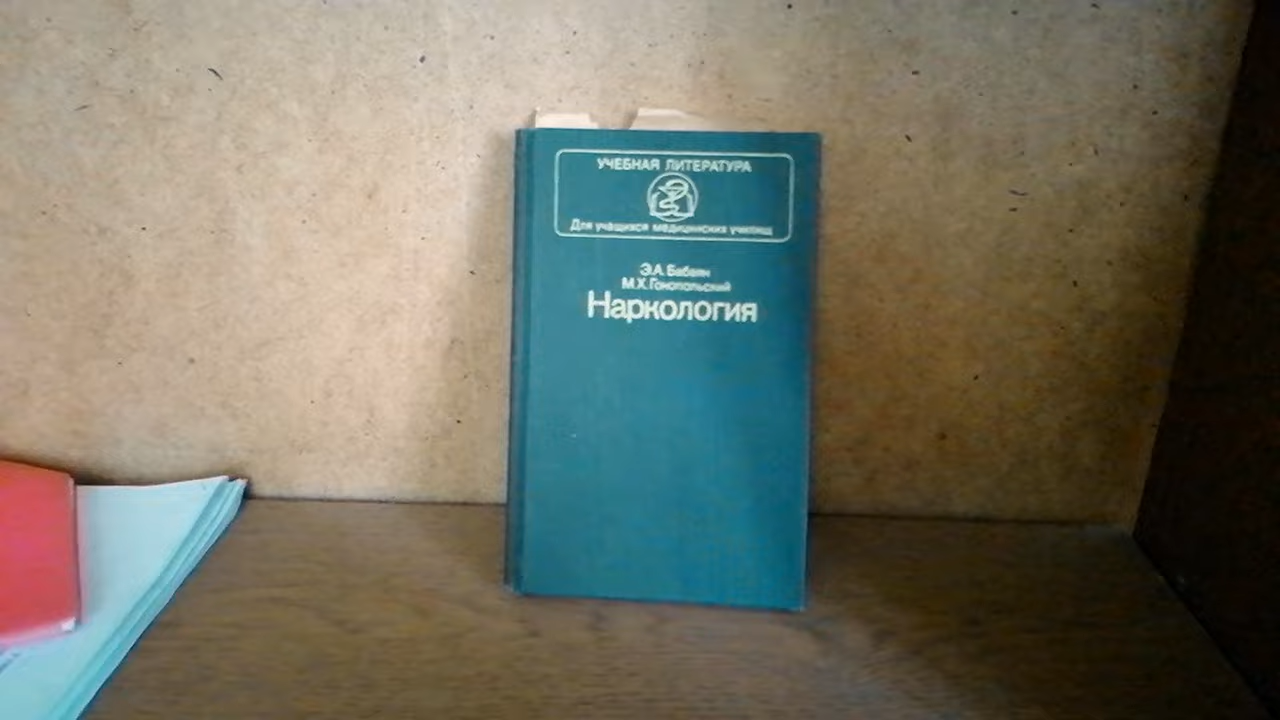 УЧЕБНАЯ ЛИТЕРАТУРА
Для учащихся медицинских училищ
Э.А. Бабаян
М.Х. Гонопольский
Наркология